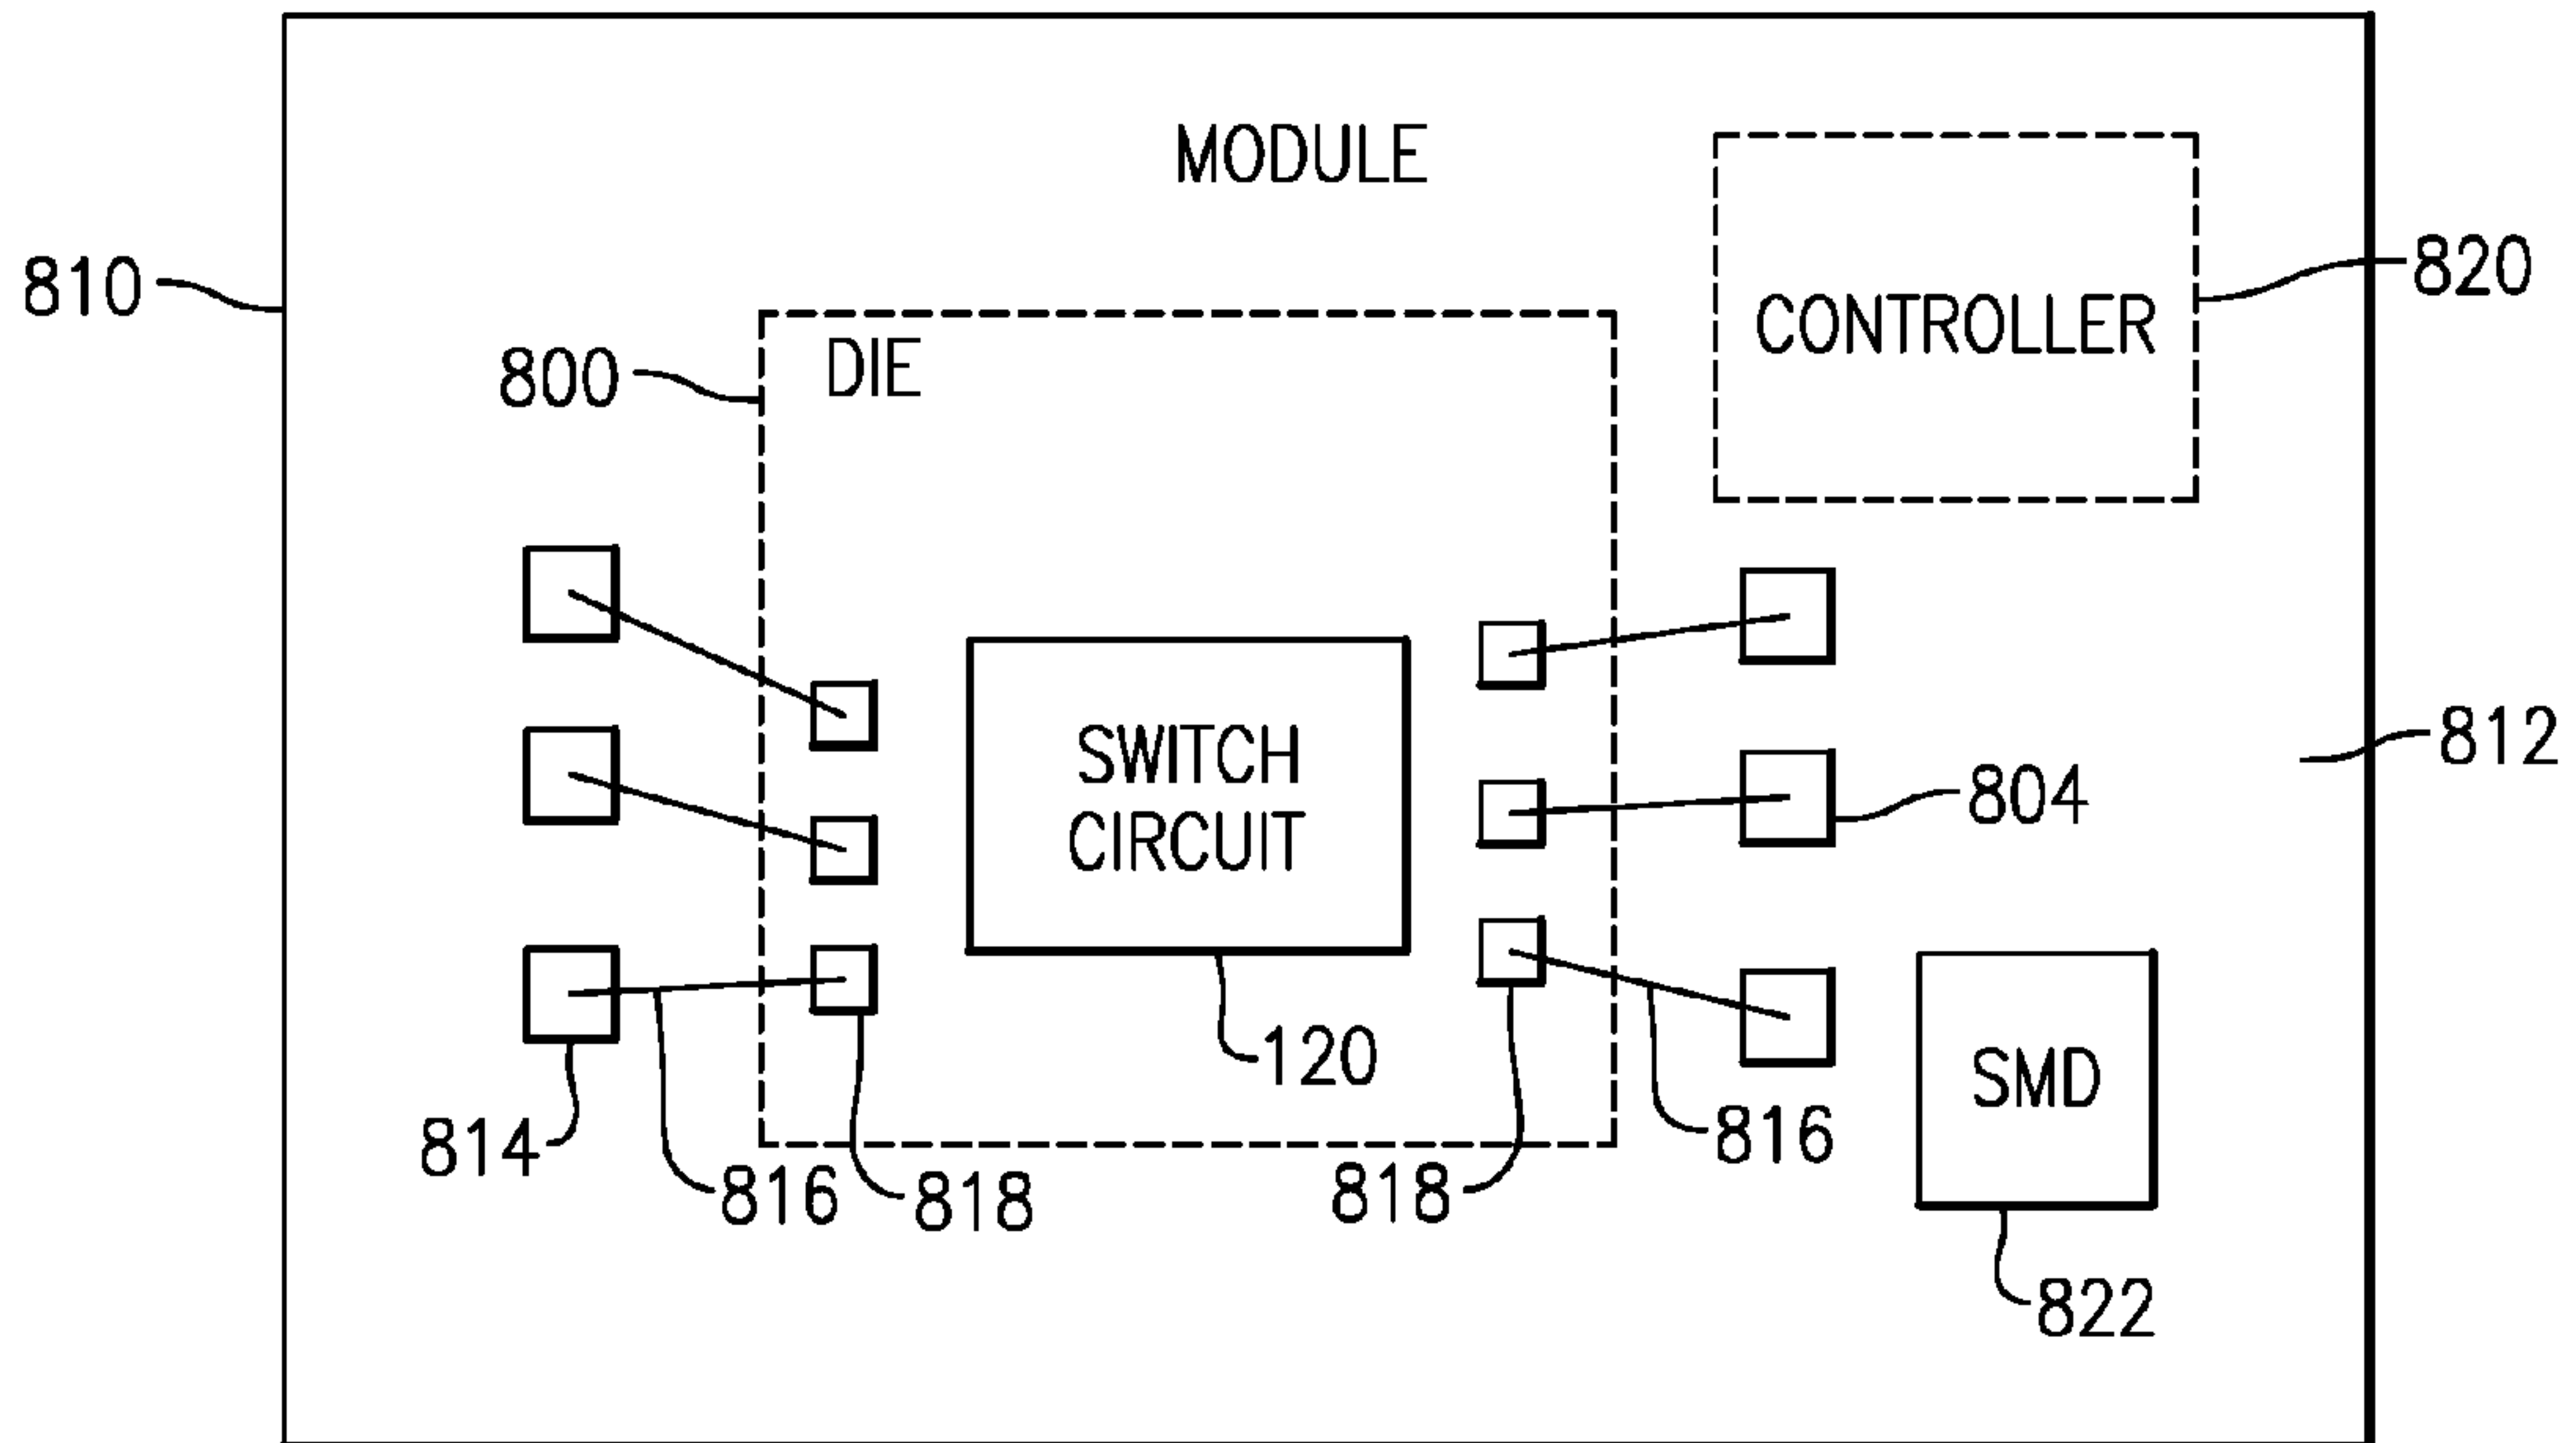 MODULE
810
820
CONTROLLER
800
DIE
812
SWITCH
CIRCUIT
804
120
SMD
814
816
818
818
816
822